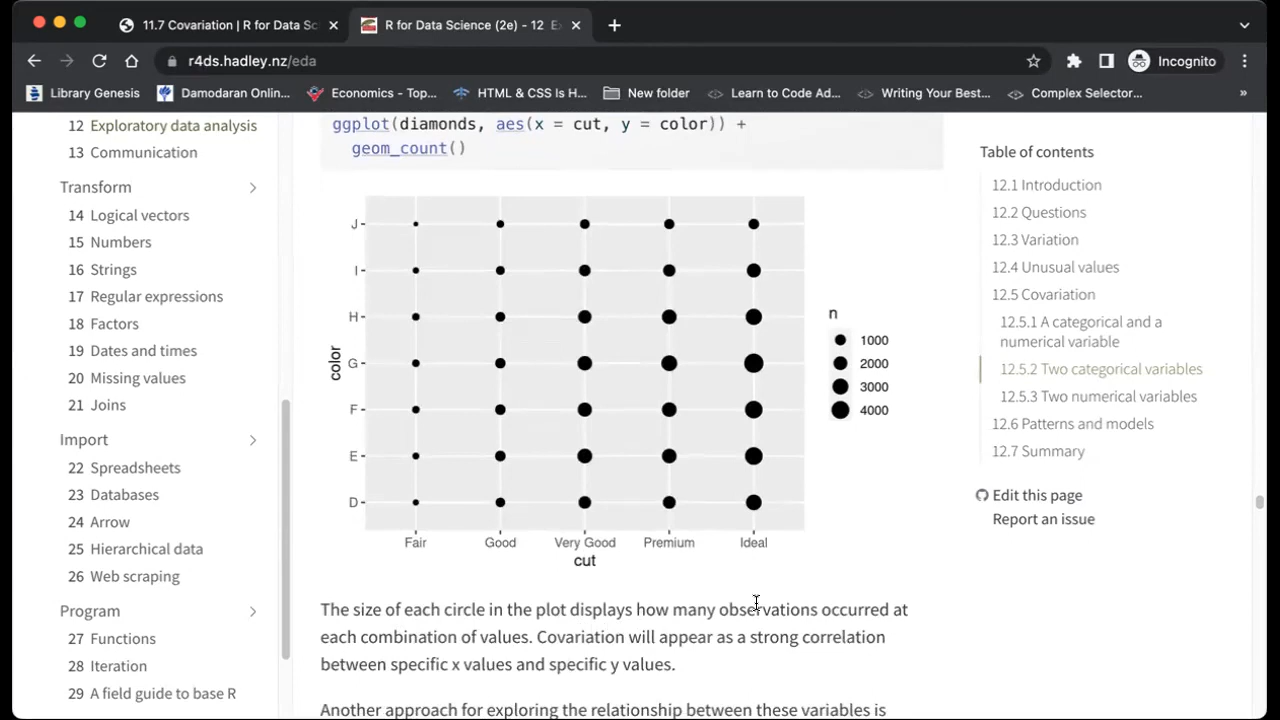 11.7 Covariation | R for Data Sc
R for Data Science (2e) - 12 Ex
r4ds.hadley.nz/eda
Incognito
Library Genesis
Damodaran Onlin...
Economics - Top...
HTML & CSS Is H...
New folder
Learn to Code Ad...
Writing Your Best...
Complex Selector...
»
12 Exploratory data analysis
13 Communication
Transform
14 Logical vectors
15 Numbers
16 Strings
17 Regular expressions
18 Factors
19 Dates and times
20 Missing values
21 Joins
Import
22 Spreadsheets
23 Databases
24 Arrow
25 Hierarchical data
26 Web scraping
Program
27 Functions
28 Iteration
29 A field guide to base R
ggplot(diamonds, aes(x = cut, y = color)) +
geom_count()
color
J
I
H
G
F
E
D
Fair Good Very Good Premium Ideal
cut
n
1000
2000
3000
4000
The size of each circle in the plot displays how many observations occurred at
each combination of values. Covariation will appear as a strong correlation
between specific x values and specific y values.
Another approach for exploring the relationship between these variables is
Table of contents
12.1 Introduction
12.2 Questions
12.3 Variation
12.4 Unusual values
12.5 Covariation
12.5.1 A categorical and a
numerical variable
12.5.2 Two categorical variables
12.5.3 Two numerical variables
12.6 Patterns and models
12.7 Summary
Edit this page
Report an issue